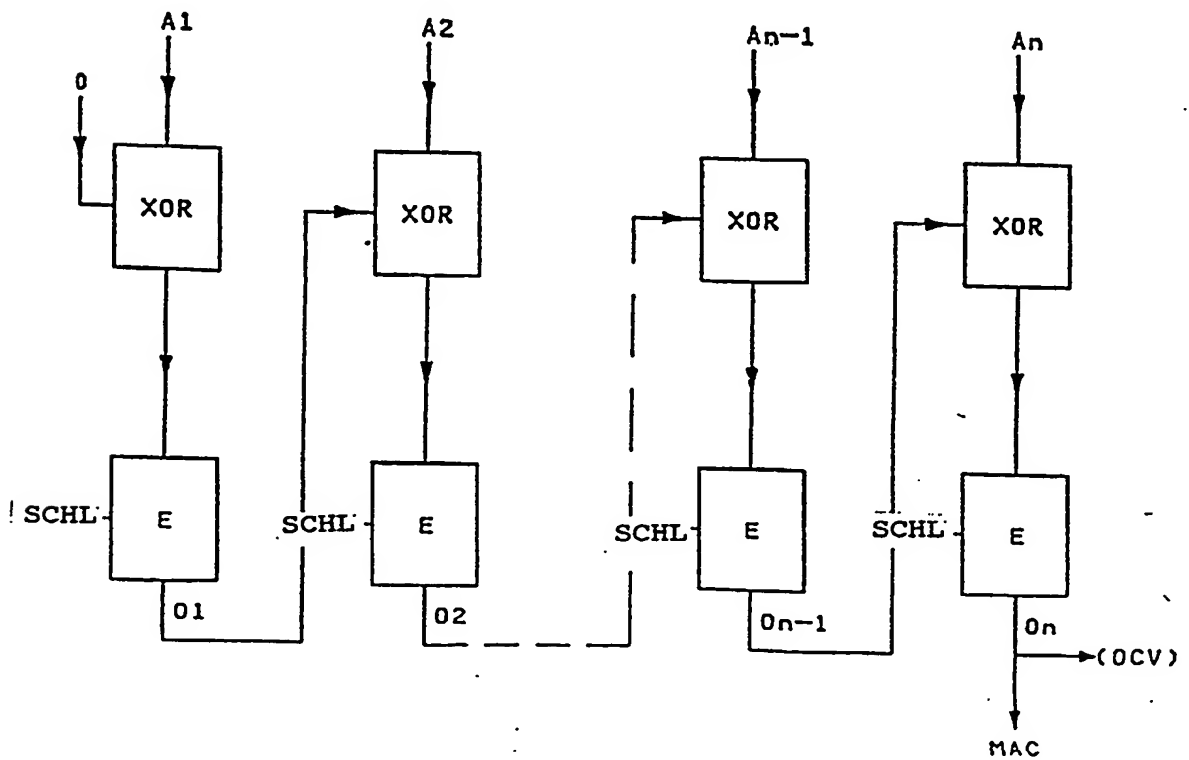 A1
A2
An-1
An
0
XOR
XOR
XOR
XOR
SCHL
E
SCHL
E
SCHL
E
SCHL
E
O1
O2
On-1
On
(OCV)
MAC